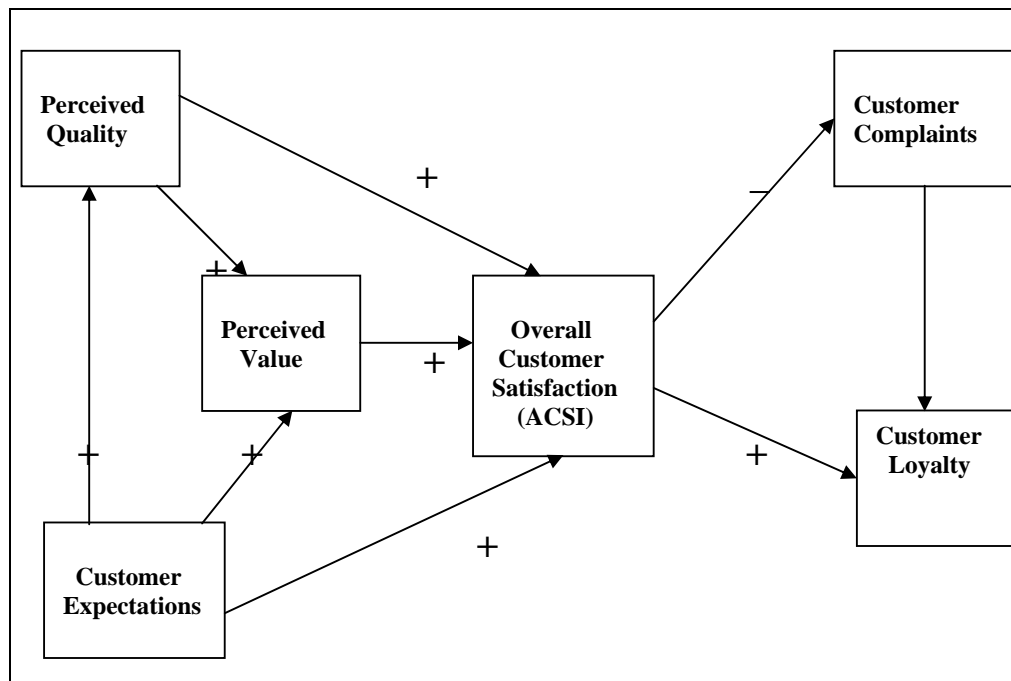 Perceived
Quality
+
+
Perceived
Value
+
+
+
Customer
Expectations
+
Overall
Customer
Satisfaction
(ACSI)
–
+
Customer
Complaints
Customer
Loyalty